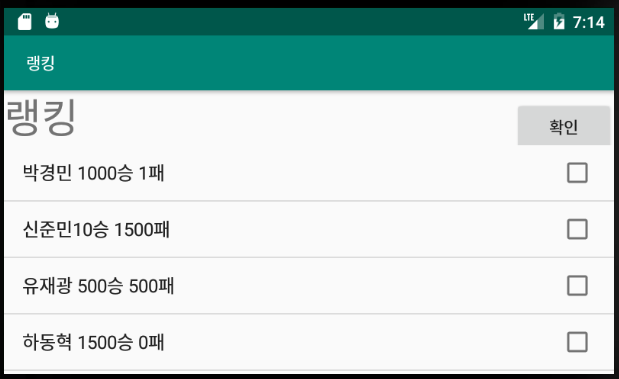 LTE 7:14
랭킹
랭킹
확인
박경민 1000승 1패
신준민10승 1500패
유재광 500승 500패
하동혁 1500승 0패